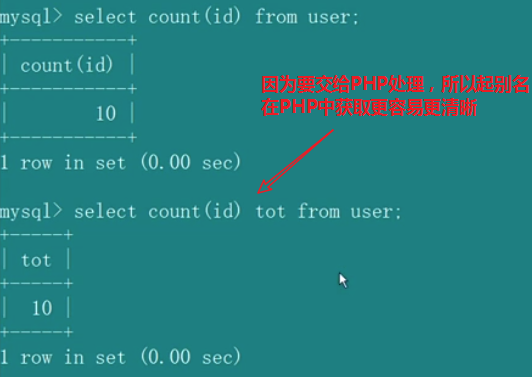 mysql> select count(id) from user;
+-----------+
| count(id) |
+-----------+
|        10 |
+-----------+
1 row in set (0.00 sec)
因为要交给PHP处理，所以起别名
在PHP中获取更容易更清晰
mysql> select count(id) tot from user;
+-----+
| tot |
+-----+
|  10 |
+-----+
1 row in set (0.00 sec)